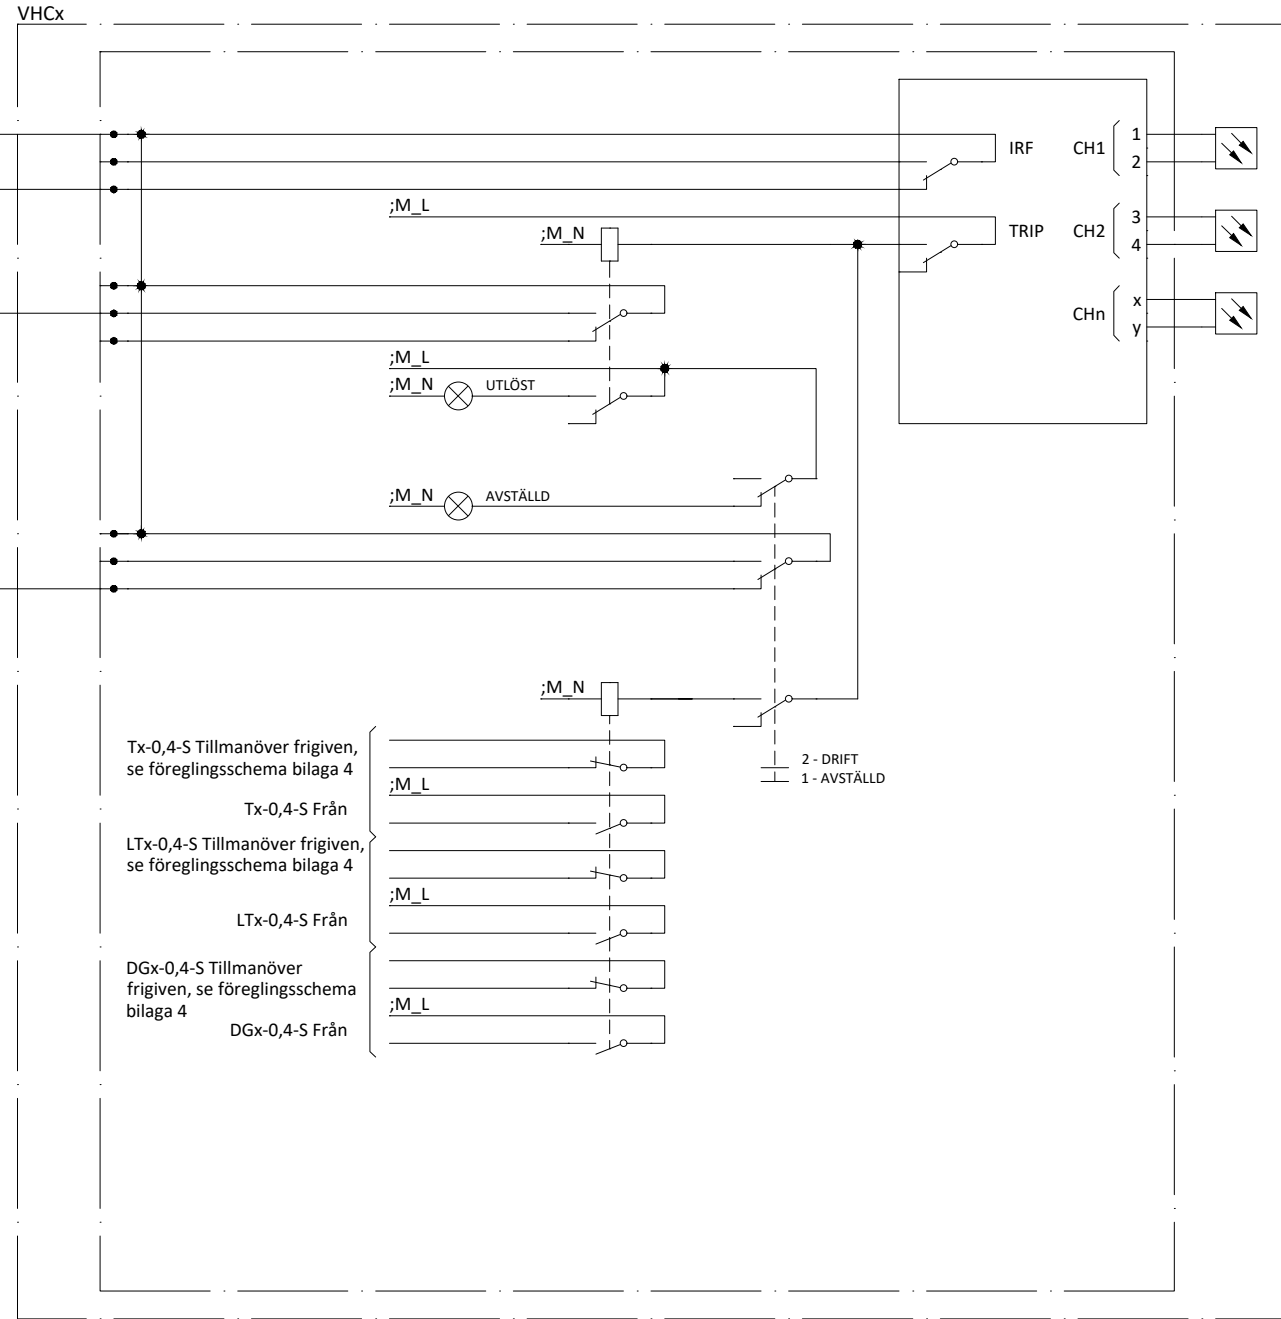 VHCx
IRF
CH1
1
2
;M_L
;M_N
TRIP
CH2
3
4
CHn
x
y
;M_L
;M_N
UTLÖST
;M_N
AVSTÄLLD
;M_N
2 - DRIFT
1 - AVSTÄLLD
Tx-0,4-S Tillmanöver frigiven,
se föreglingsschema bilaga 4
;M_L
Tx-0,4-S Från
LTx-0,4-S Tillmanöver frigiven,
se föreglingsschema bilaga 4
;M_L
LTx-0,4-S Från
DGx-0,4-S Tillmanöver
frigiven, se föreglingsschema
bilaga 4
;M_L
DGx-0,4-S Från